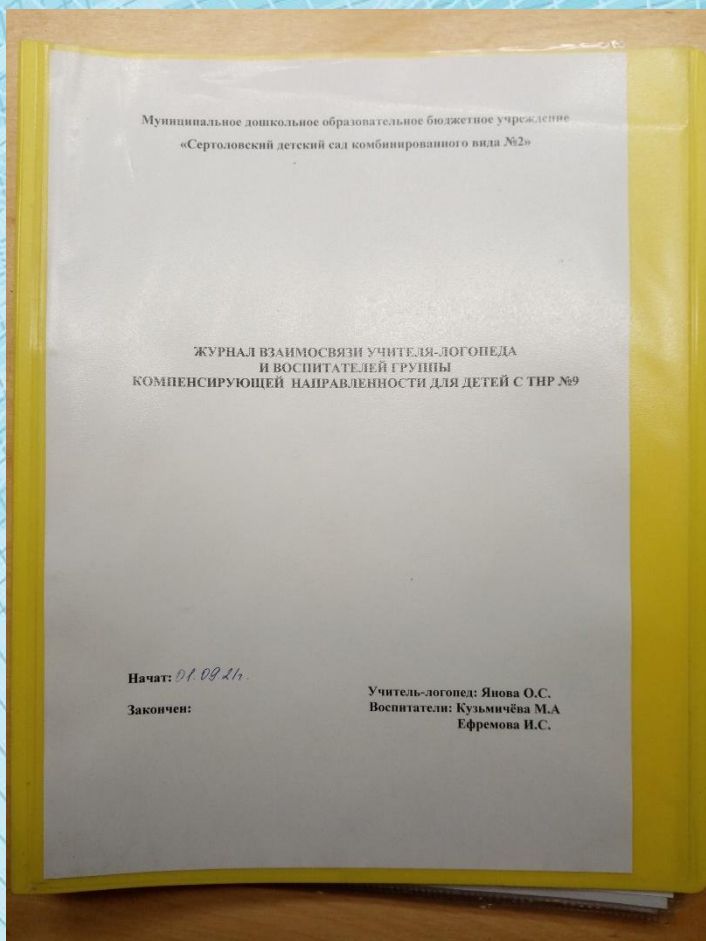 Муниципальное дошкольное образовательное бюджетное учреждение
«Сертоловский детский сад комбинированного вида №2»
ЖУРНАЛ ВЗАИМОСВЯЗИ УЧИТЕЛЯ-ЛОГОПЕДА
И ВОСПИТАТЕЛЕЙ ГРУППЫ
КОМПЕНСИРУЮЩЕЙ НАПРАВЛЕННОСТИ ДЛЯ ДЕТЕЙ С ТНР №9
Начат: 01.09 21г.
Закончен:
Учитель-логопед: Янова О.С.
Воспитатели: Кузьмичёва М.А
Ефремова И.С.